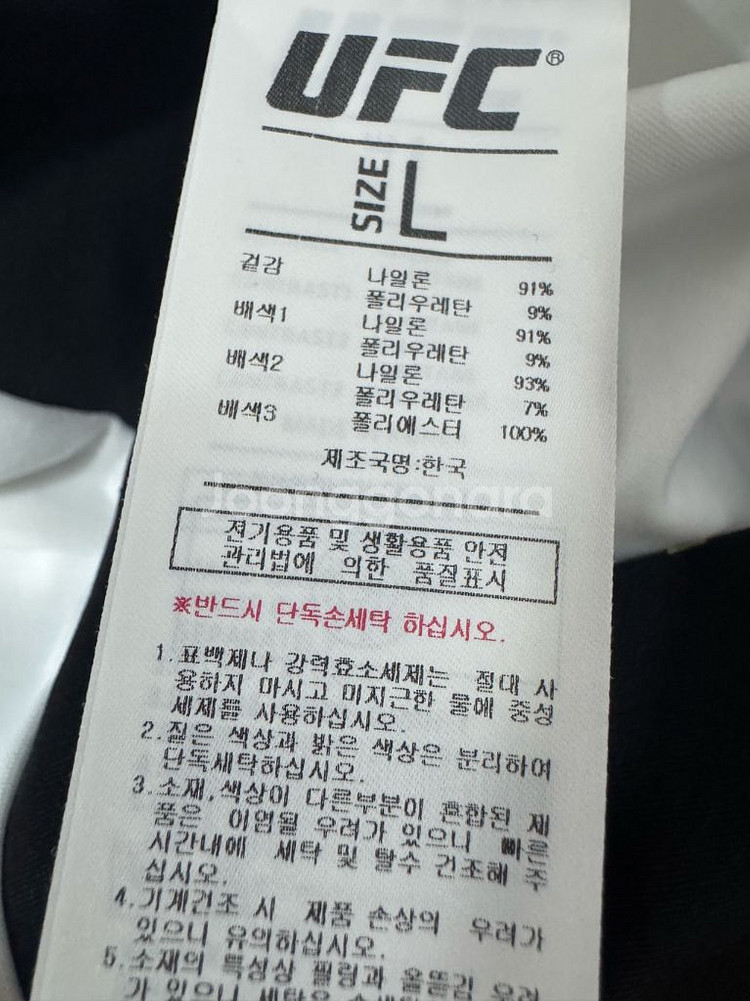 UFC®
SIZE L
겉감 나일론 91%
폴리우레탄 9%
배색1 나일론 91%
폴리우레탄 9%
배색2 나일론 93%
폴리우레탄 7%
배색3 폴리에스터 100%
제조국명:한국
joonggonara
전기용품 및 생활용품 안전
관리법에 의한 품질표시
※반드시 단독손세탁 하십시오.
1.표백제나 강력효소세제는 절대 사
용하지 마시고 미지근한 물에 중성
세제를 사용하십시오.
2.짙은 색상과 밝은 색상은 분리하여
단독세탁하십시오.
3.소재,색상이 다른부분이 혼합된 제
품은 이염될 우려가 있으니 빠른
시간내에 세탁 및 탈수 건조해 주
십시오.
4.기계건조 시 제품 손상의 우려가
있으니 유의하십시오.
5.소재의 특성상 필링과 올뜯김 우려
가 있으니 세탁은